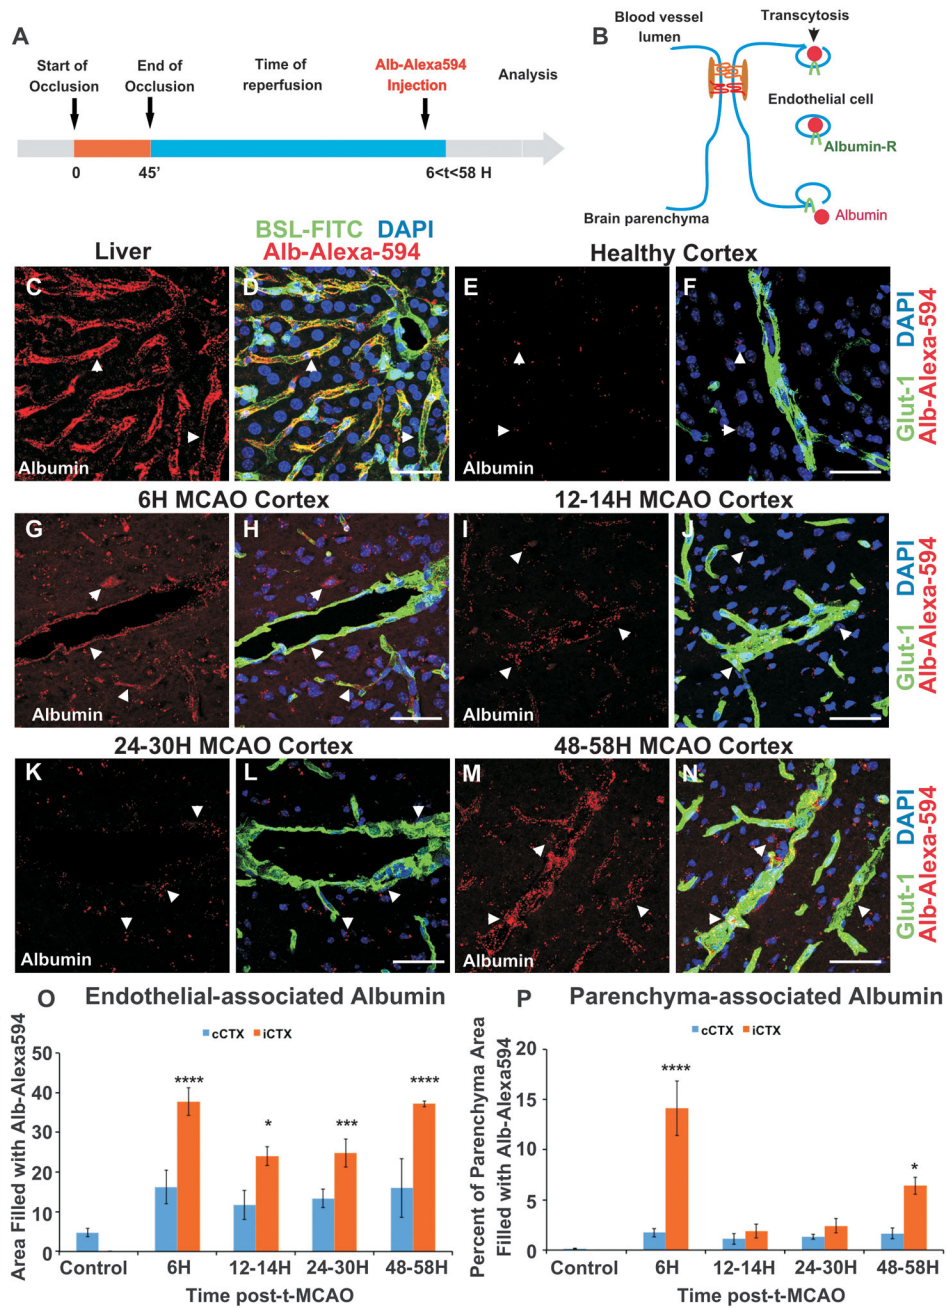 A
Start of
Occlusion
End of
Occlusion
Time of
reperfusion
Alb-Alexa594
Injection
Analysis
0
45’
6<t<58 H
B
Blood vessel
lumen
Transcytosis
Endothelial cell
Albumin-R
Brain parenchyma
Albumin
Liver
BSL-FITC DAPI
Alb-Alexa-594
Healthy Cortex
C
Albumin
D
E
Albumin
F
Glut-1 DAPI
Alb-Alexa-594
6H MCAO Cortex
12-14H MCAO Cortex
G
Albumin
H
I
Albumin
J
Glut-1 DAPI
Alb-Alexa-594
24-30H MCAO Cortex
48-58H MCAO Cortex
K
Albumin
L
M
Albumin
N
Glut-1 DAPI
Alb-Alexa-594
O Endothelial-associated Albumin
cCTX iCTX
Area Filled with Alb-Alexa594
50
40
30
20
10
0
****
*
***
****
Control 6H 12-14H 24-30H 48-58H
Time post-t-MCAO
P Parenchyma-associated Albumin
cCTX iCTX
Percent of Parenchyma Area
Filled with Alb-Alexa594
20
15
10
5
0
****
*
Control 6H 12-14H 24-30H 48-58H
Time post-t-MCAO